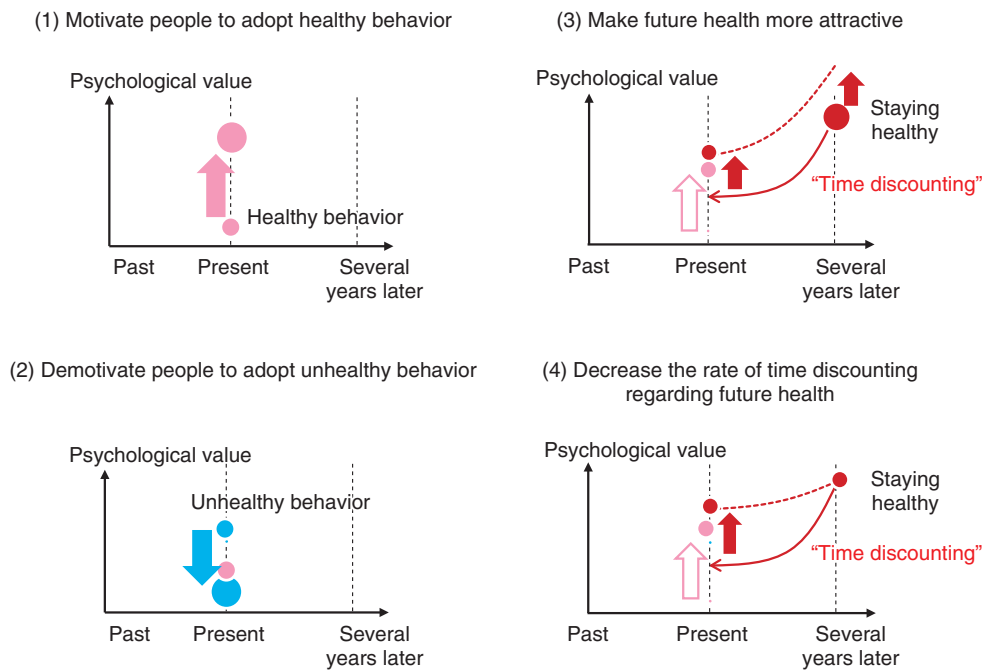 (1) Motivate people to adopt healthy behavior
Psychological value
Healthy behavior
Past
Present
Several
years later
(2) Demotivate people to adopt unhealthy behavior
Psychological value
Unhealthy behavior
Past
Present
Several
years later
(3) Make future health more attractive
Psychological value
Staying
healthy
“Time discounting”
Past
Present
Several
years later
(4) Decrease the rate of time discounting
regarding future health
Psychological value
Staying
healthy
“Time discounting”
Past
Present
Several
years later